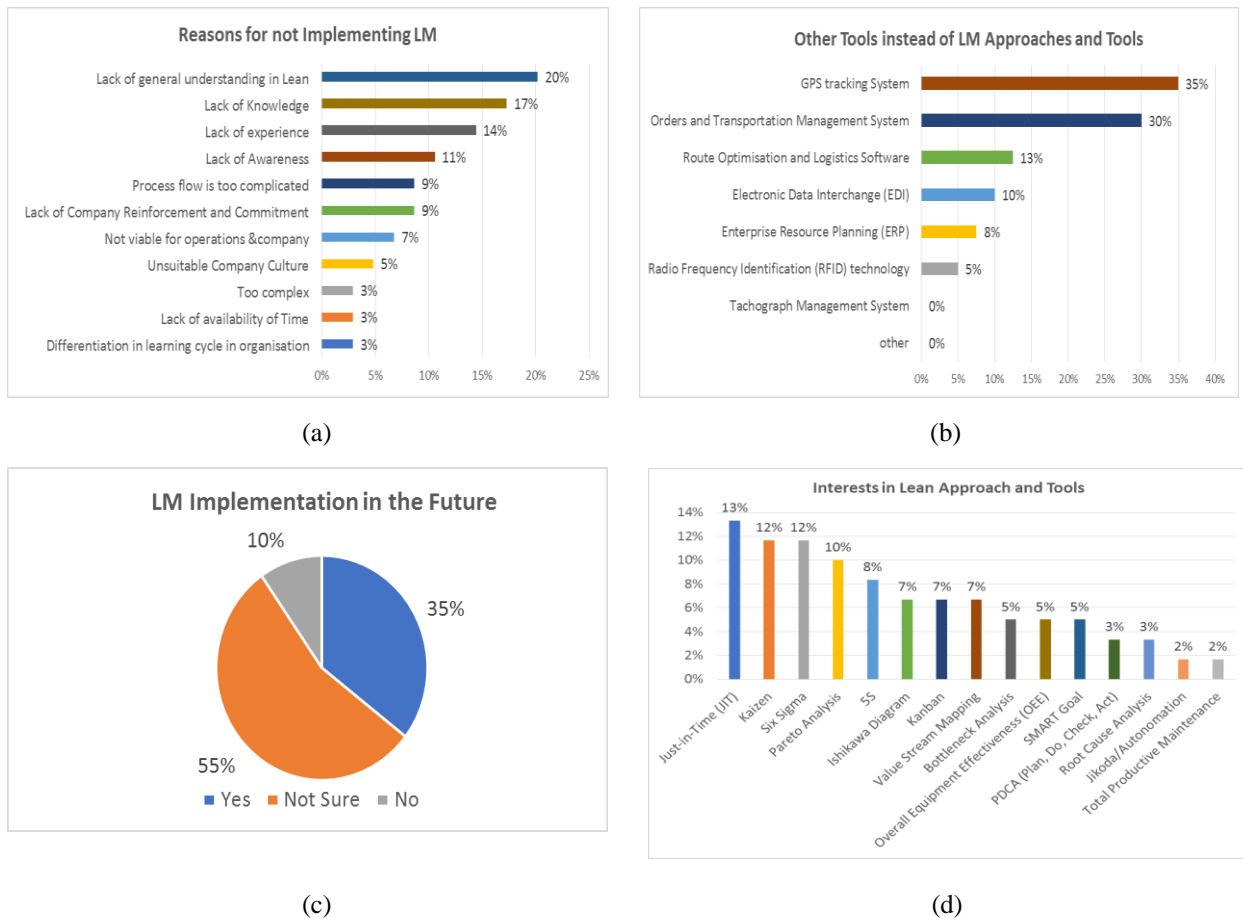 Reasons for not Implementing LM
Lack of general understanding in Lean 20%
Lack of Knowledge 17%
Lack of experience 14%
Lack of Awareness 11%
Process flow is too complicated 9%
Lack of Company Reinforcement and Commitment 9%
Not viable for operations &company 7%
Unsuitable Company Culture 5%
Too complex 3%
Lack of availability of Time 3%
Differentiation in learning cycle in organisation 3%
0% 5% 10% 15% 20% 25%
(a)
Other Tools instead of LM Approaches and Tools
GPS tracking System 35%
Orders and Transportation Management System 30%
Route Optimisation and Logistics Software 13%
Electronic Data Interchange (EDI) 10%
Enterprise Resource Planning (ERP) 8%
Radio Frequency Identification (RFID) technology 5%
Tachograph Management System 0%
other 0%
0% 5% 10% 15% 20% 25% 30% 35% 40%
(b)
LM Implementation in the Future
10%
35%
55%
Yes Not Sure No
(c)
Interests in Lean Approach and Tools
14%
12%
10%
8%
6%
4%
2%
0%
13% 12% 12% 10% 8% 7% 7% 7% 5% 5% 5% 3% 3% 2% 2%
Just-in-Time (JIT)
Kaizen
Six Sigma
Pareto Analysis
5S
Ishikawa Diagram
Kanban
Value Stream Mapping
Bottleneck Analysis
Overall Equipment Effectiveness (OEE)
SMART Goal
PDCA (Plan, Do, Check, Act)
Root Cause Analysis
Jikoda/Autonomation
Total Productive Maintenance
(d)